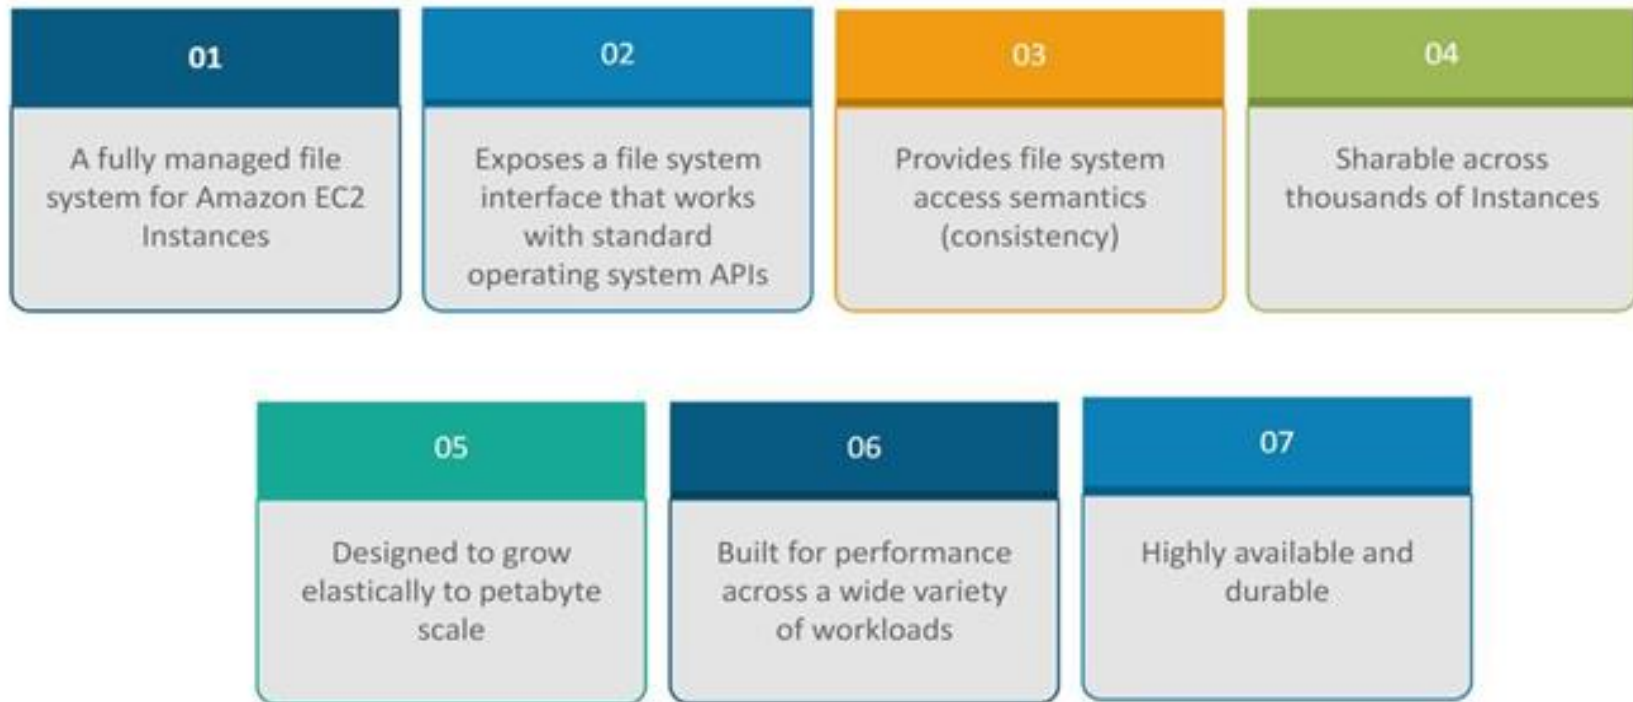 01
A fully managed file
system for Amazon EC2
Instances
02
Exposes a file system
interface that works
with standard
operating system APIs
03
Provides file system
access semantics
(consistency)
04
Sharable across
thousands of Instances
05
Designed to grow
elastically to petabyte
scale
06
Built for performance
across a wide variety
of workloads
07
Highly available and
durable